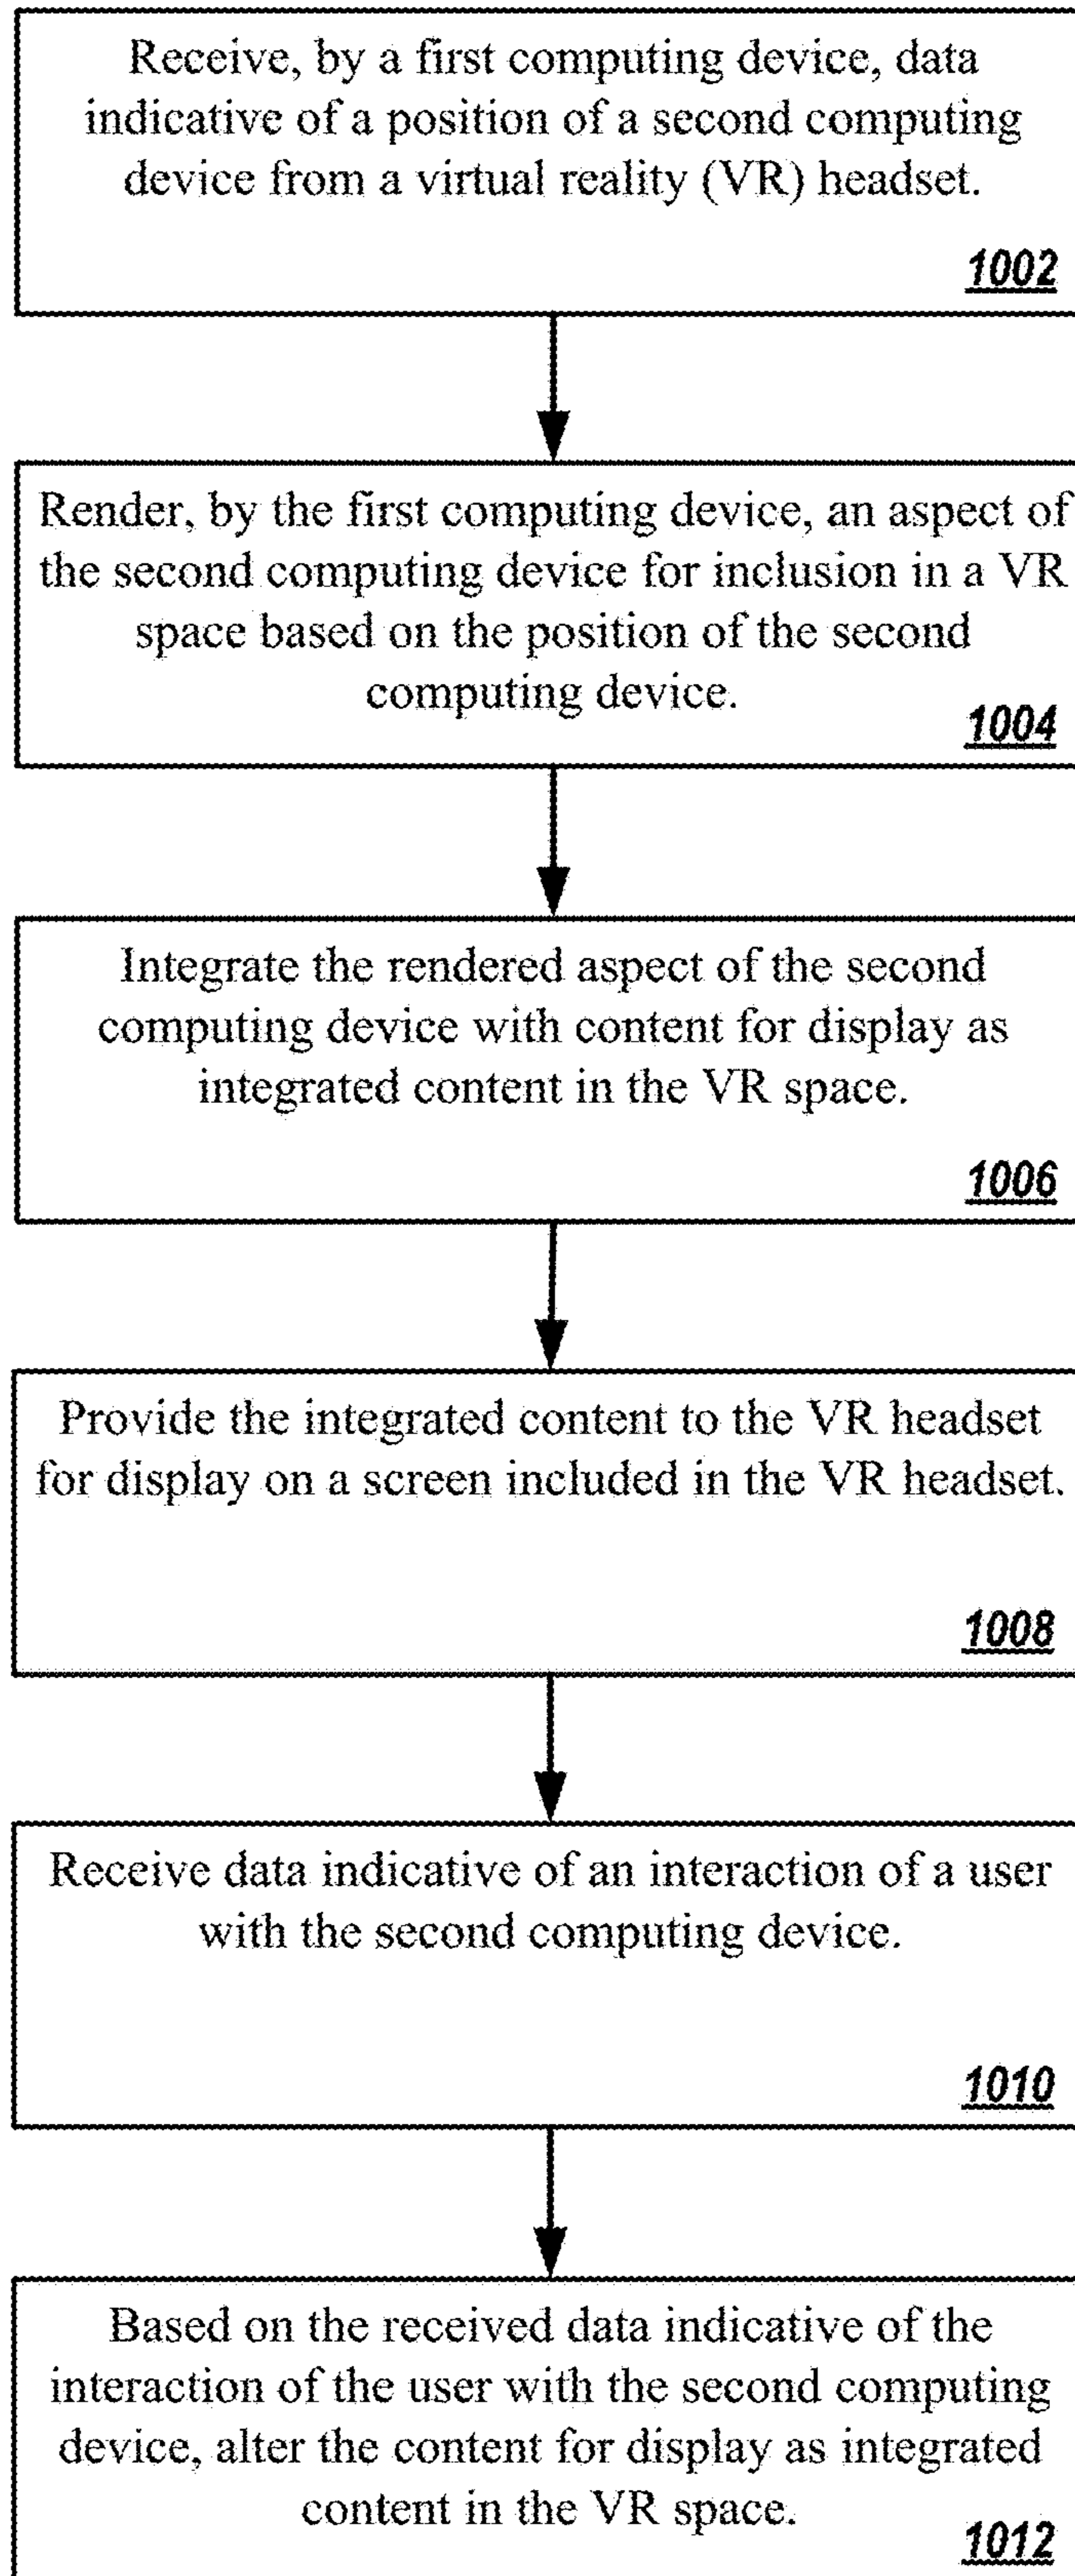 Receive, by a first computing device, data
indicative of a position of a second computing
device from a virtual reality (VR) headset.
1002
Render, by the first computing device, an aspect of
the second computing device for inclusion in a VR
space based on the position of the second
computing device.
1004
Integrate the rendered aspect of the second
computing device with content for display as
integrated content in the VR space.
1006
Provide the integrated content to the VR headset
for display on a screen included in the VR headset.
1008
Receive data indicative of an interaction of a user
with the second computing device.
1010
Based on the received data indicative of the
interaction of the user with the second computing
device, alter the content for display as integrated
content in the VR space.
1012